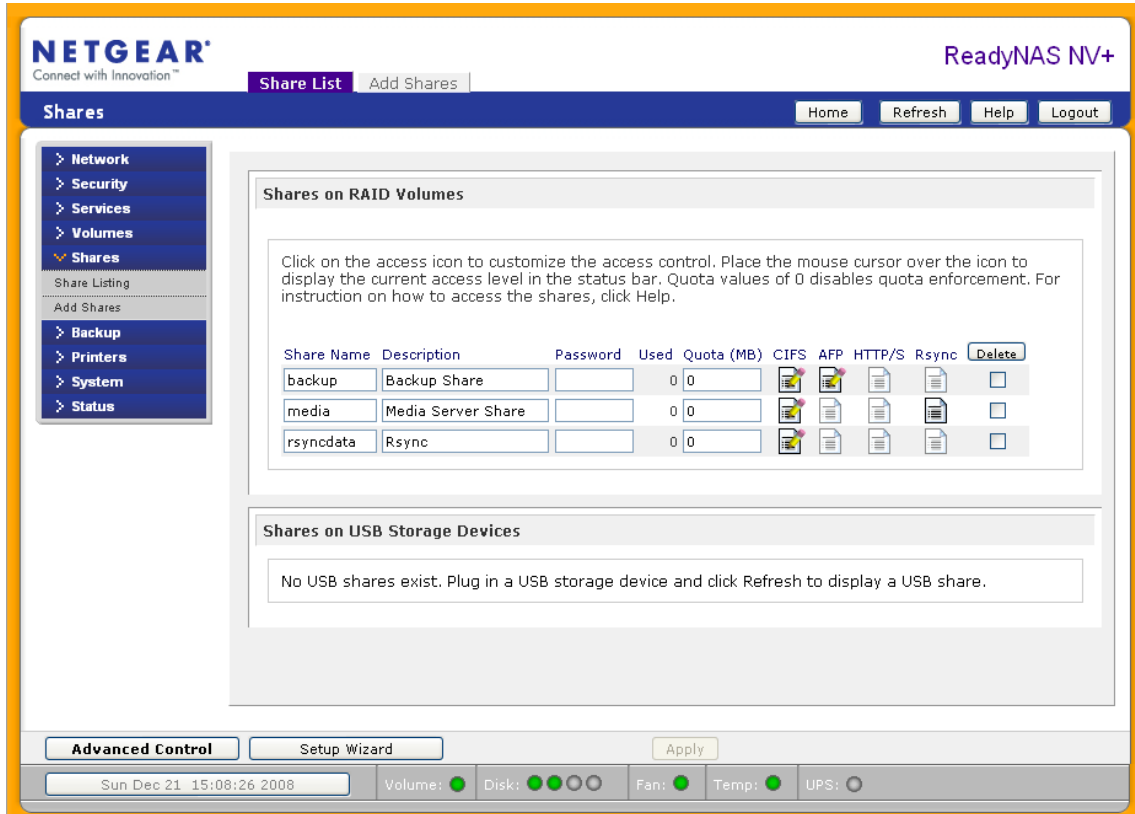 NETGEAR®
Connect with Innovation™
ReadyNAS NV+
Share List Add Shares
Shares
Home Refresh Help Logout
Network
Security
Services
Volumes
Shares
Share Listing
Add Shares
Backup
Printers
System
Status
Shares on RAID Volumes
Click on the access icon to customize the access control. Place the mouse cursor over the icon to
display the current access level in the status bar. Quota values of 0 disables quota enforcement. For
instruction on how to access the shares, click Help.
Share Name Description Password Used Quota (MB) CIFS AFP HTTP/S Rsync Delete
backup Backup Share 0 0
media Media Server Share 0 0
rsyncdata Rsync 0 0
Shares on USB Storage Devices
No USB shares exist. Plug in a USB storage device and click Refresh to display a USB share.
Advanced Control Setup Wizard Apply
Sun Dec 21 15:08:26 2008 Volume: Disk: Fan: Temp: UPS: